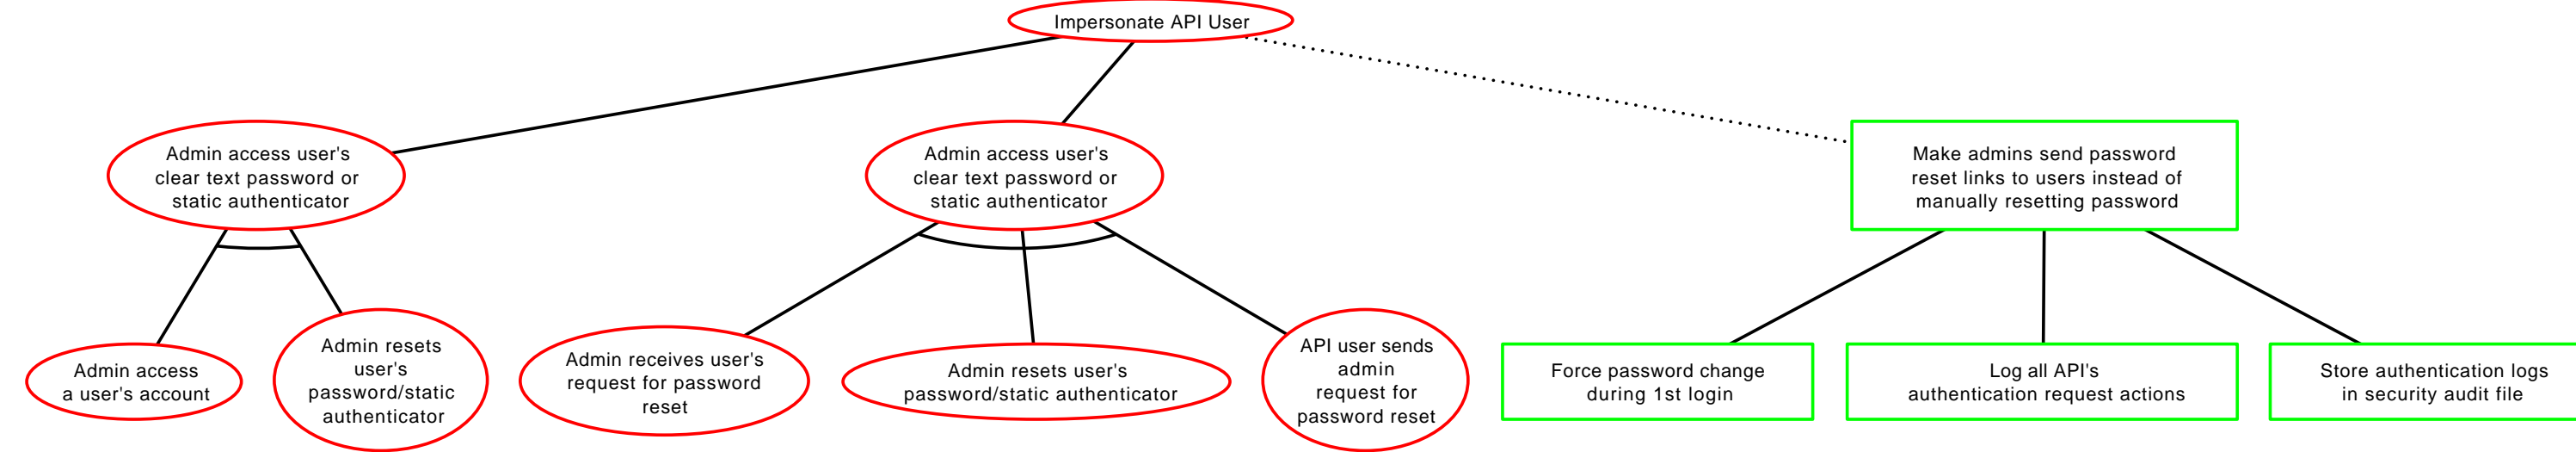 Impersonate API User
Admin access user's
clear text password or
static authenticator
Admin access user's
clear text password or
static authenticator
Make admins send password
reset links to users instead of
manually resetting password
Admin access
a user's account
Admin resets
user's
password/static
authenticator
Admin receives user's
request for password
reset
Admin resets user's
password/static authenticator
API user sends
admin
request for
password reset
Force password change
during 1st login
Log all API's
authentication request actions
Store authentication logs
in security audit file